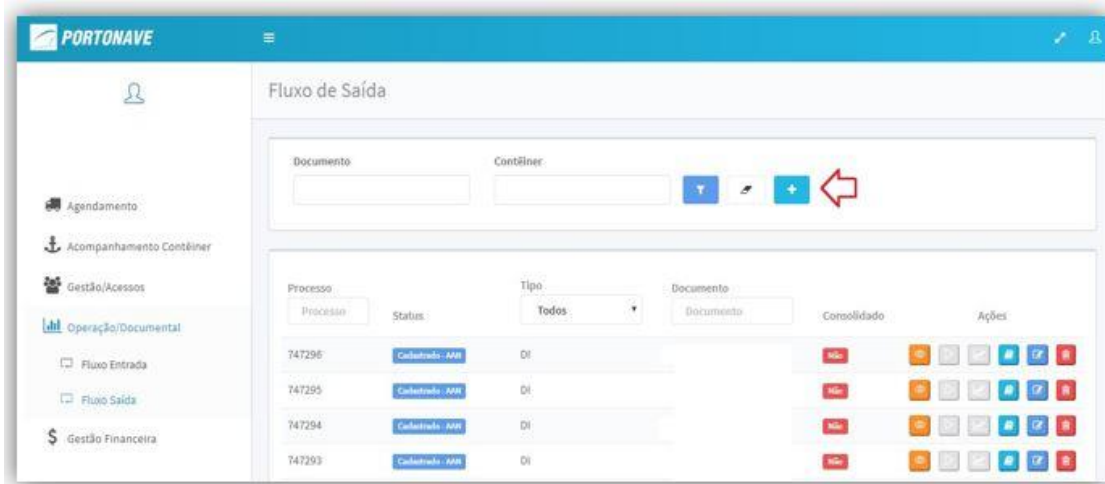 PORTONAVE
Fluxo de Saída
Documento
Contêiner
Agendamento
Acompanhamento Contêiner
Gestão/Acessos
Operação/Documental
Fluxo Entrada
Fluxo Saída
$ Gestão Financeira
Processo Tipo Documento
Processo Status Todos Documento Consolidado Ações
747296 Cadastrado - AAN DI Não
747295 Cadastrado - AAN DI Não
747294 Cadastrado - AAN DI Não
747293 Cadastrado - AAN DI Não